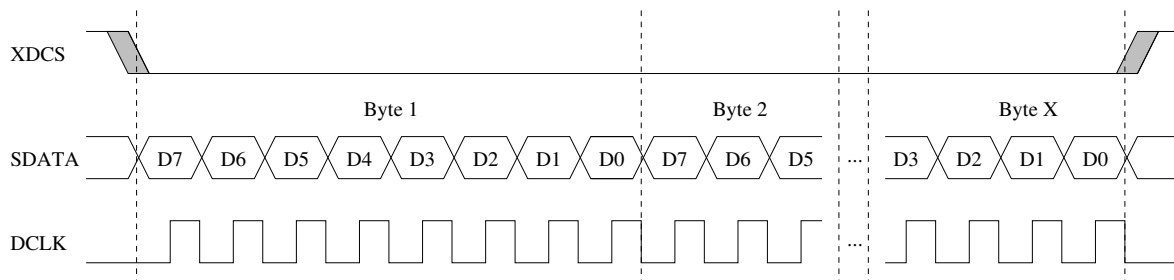 XDCS
Byte 1 Byte 2 Byte X
SDATA D7 D6 D5 D4 D3 D2 D1 D0 D7 D6 D5 ... D3 D2 D1 D0
DCLK ...